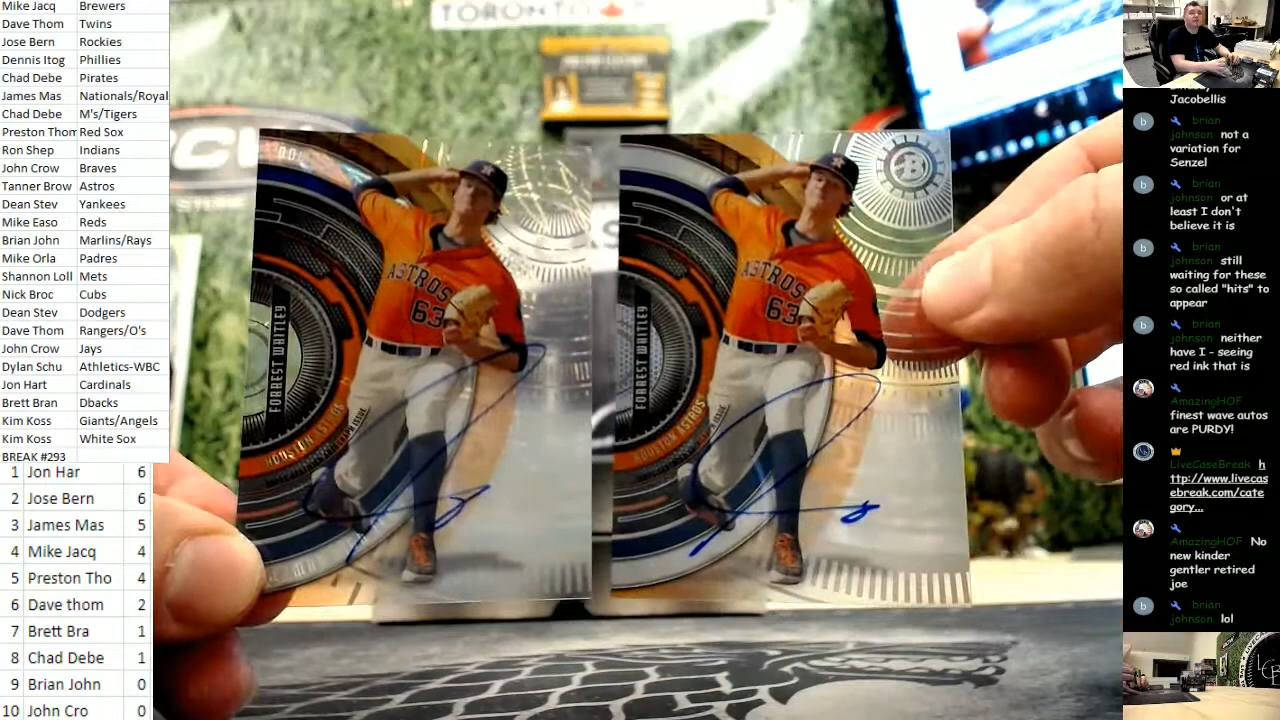 Mike Jacq Brewers
Dave Thom Twins
Jose Bern Rockies
Dennis Itog Phillies
Chad Debe Pirates
James Mas Nationals/Royal
Chad Debe M's/Tigers
Preston Thom Red Sox
Ron Shep Indians
John Crow Braves
Tanner Brow Astros
Dean Stev Yankees
Mike Easo Reds
Brian John Marlins/Rays
Mike Orla Padres
Shannon Loll Mets
Nick Broc Cubs
Dean Stev Dodgers
Dave Thom Rangers/O's
John Crow Jays
Dylan Schu Athletics-WBC
Jon Hart Cardinals
Brett Bran Dbacks
Kim Koss Giants/Angels
Kim Koss White Sox
BREAK #293
1 Jon Har 6
2 Jose Bern 6
3 James Mas 5
4 Mike Jacq 4
5 Preston Tho 4
6 Dave thom 2
7 Brett Bra 1
8 Chad Debe 1
9 Brian John 0
10 John Cro 0
TORONTO
ASTROS
63
FORREST WHITLEY
HOUSTON ASTROS
B
ASTROS
63
FORREST WHITLEY
HOUSTON ASTROS
Jacobellis
b brian
johnson not a
variation for
Senzel
b brian
johnson or at
least I don't
believe it is
b brian
johnson still
waiting for these
so called "hits" to
appear
b brian
johnson neither
have I - seeing
red ink that is
AmazingHOF
finest wave autos
are PURDY!
LiveCaseBreak h
ttp://www.livecas
ebreak.com/cate
gory...
AmazingHOF No
new kinder
gentler retired
joe
b brian
johnson lol